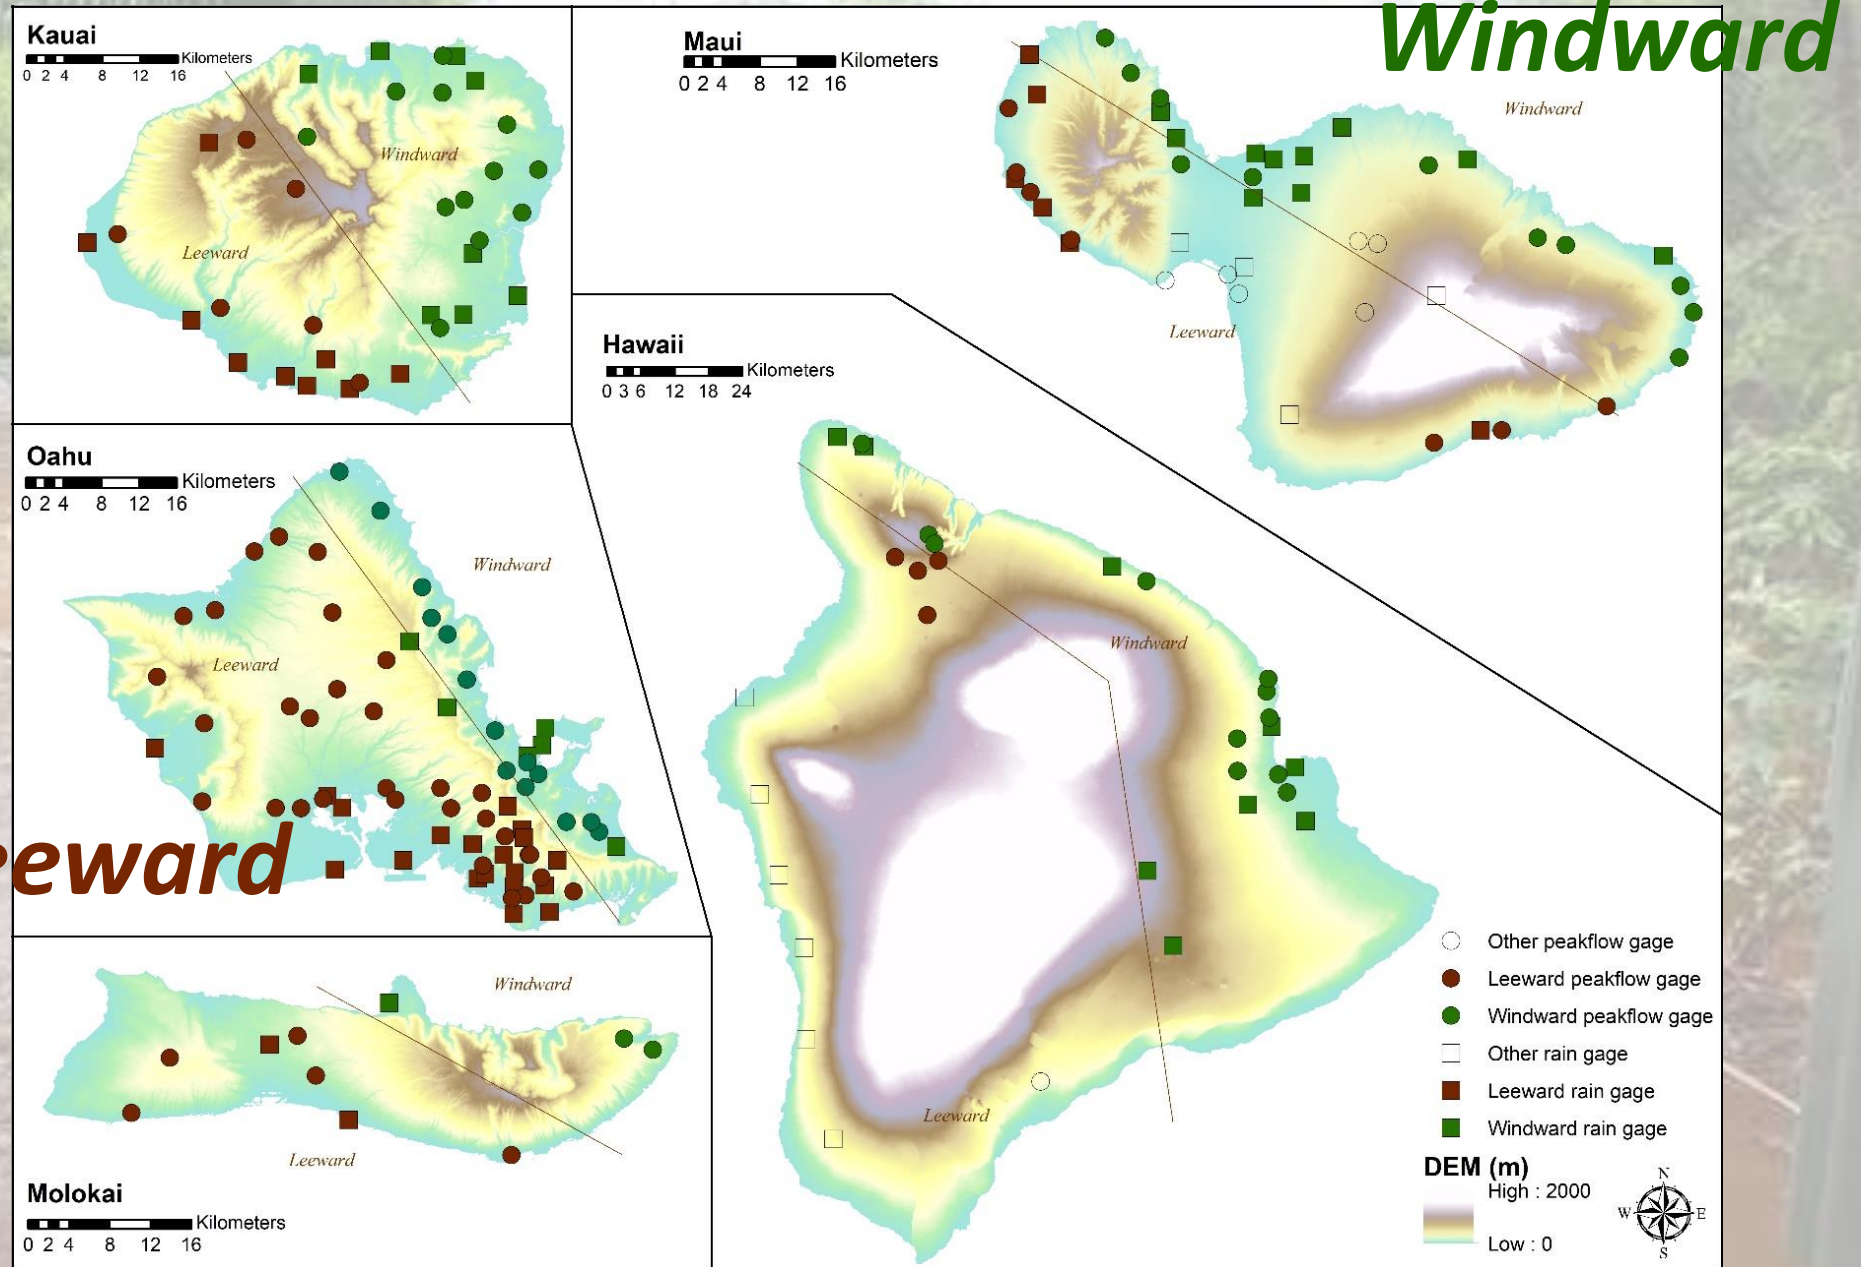 Windward
Kauai
Kilometers
0 2 4 8 12 16
Windward
Leeward
Maui
Kilometers
0 2 4 8 12 16
Windward
Leeward
Hawaii
Kilometers
0 3 6 12 18 24
Windward
Leeward
Oahu
Kilometers
0 2 4 8 12 16
Windward
Leeward
eeward
Windward
Leeward
Molokai
Kilometers
0 2 4 8 12 16
Other peakflow gage
Leeward peakflow gage
Windward peakflow gage
Other rain gage
Leeward rain gage
Windward rain gage
DEM (m)
High : 2000
Low : 0
N
W E
S